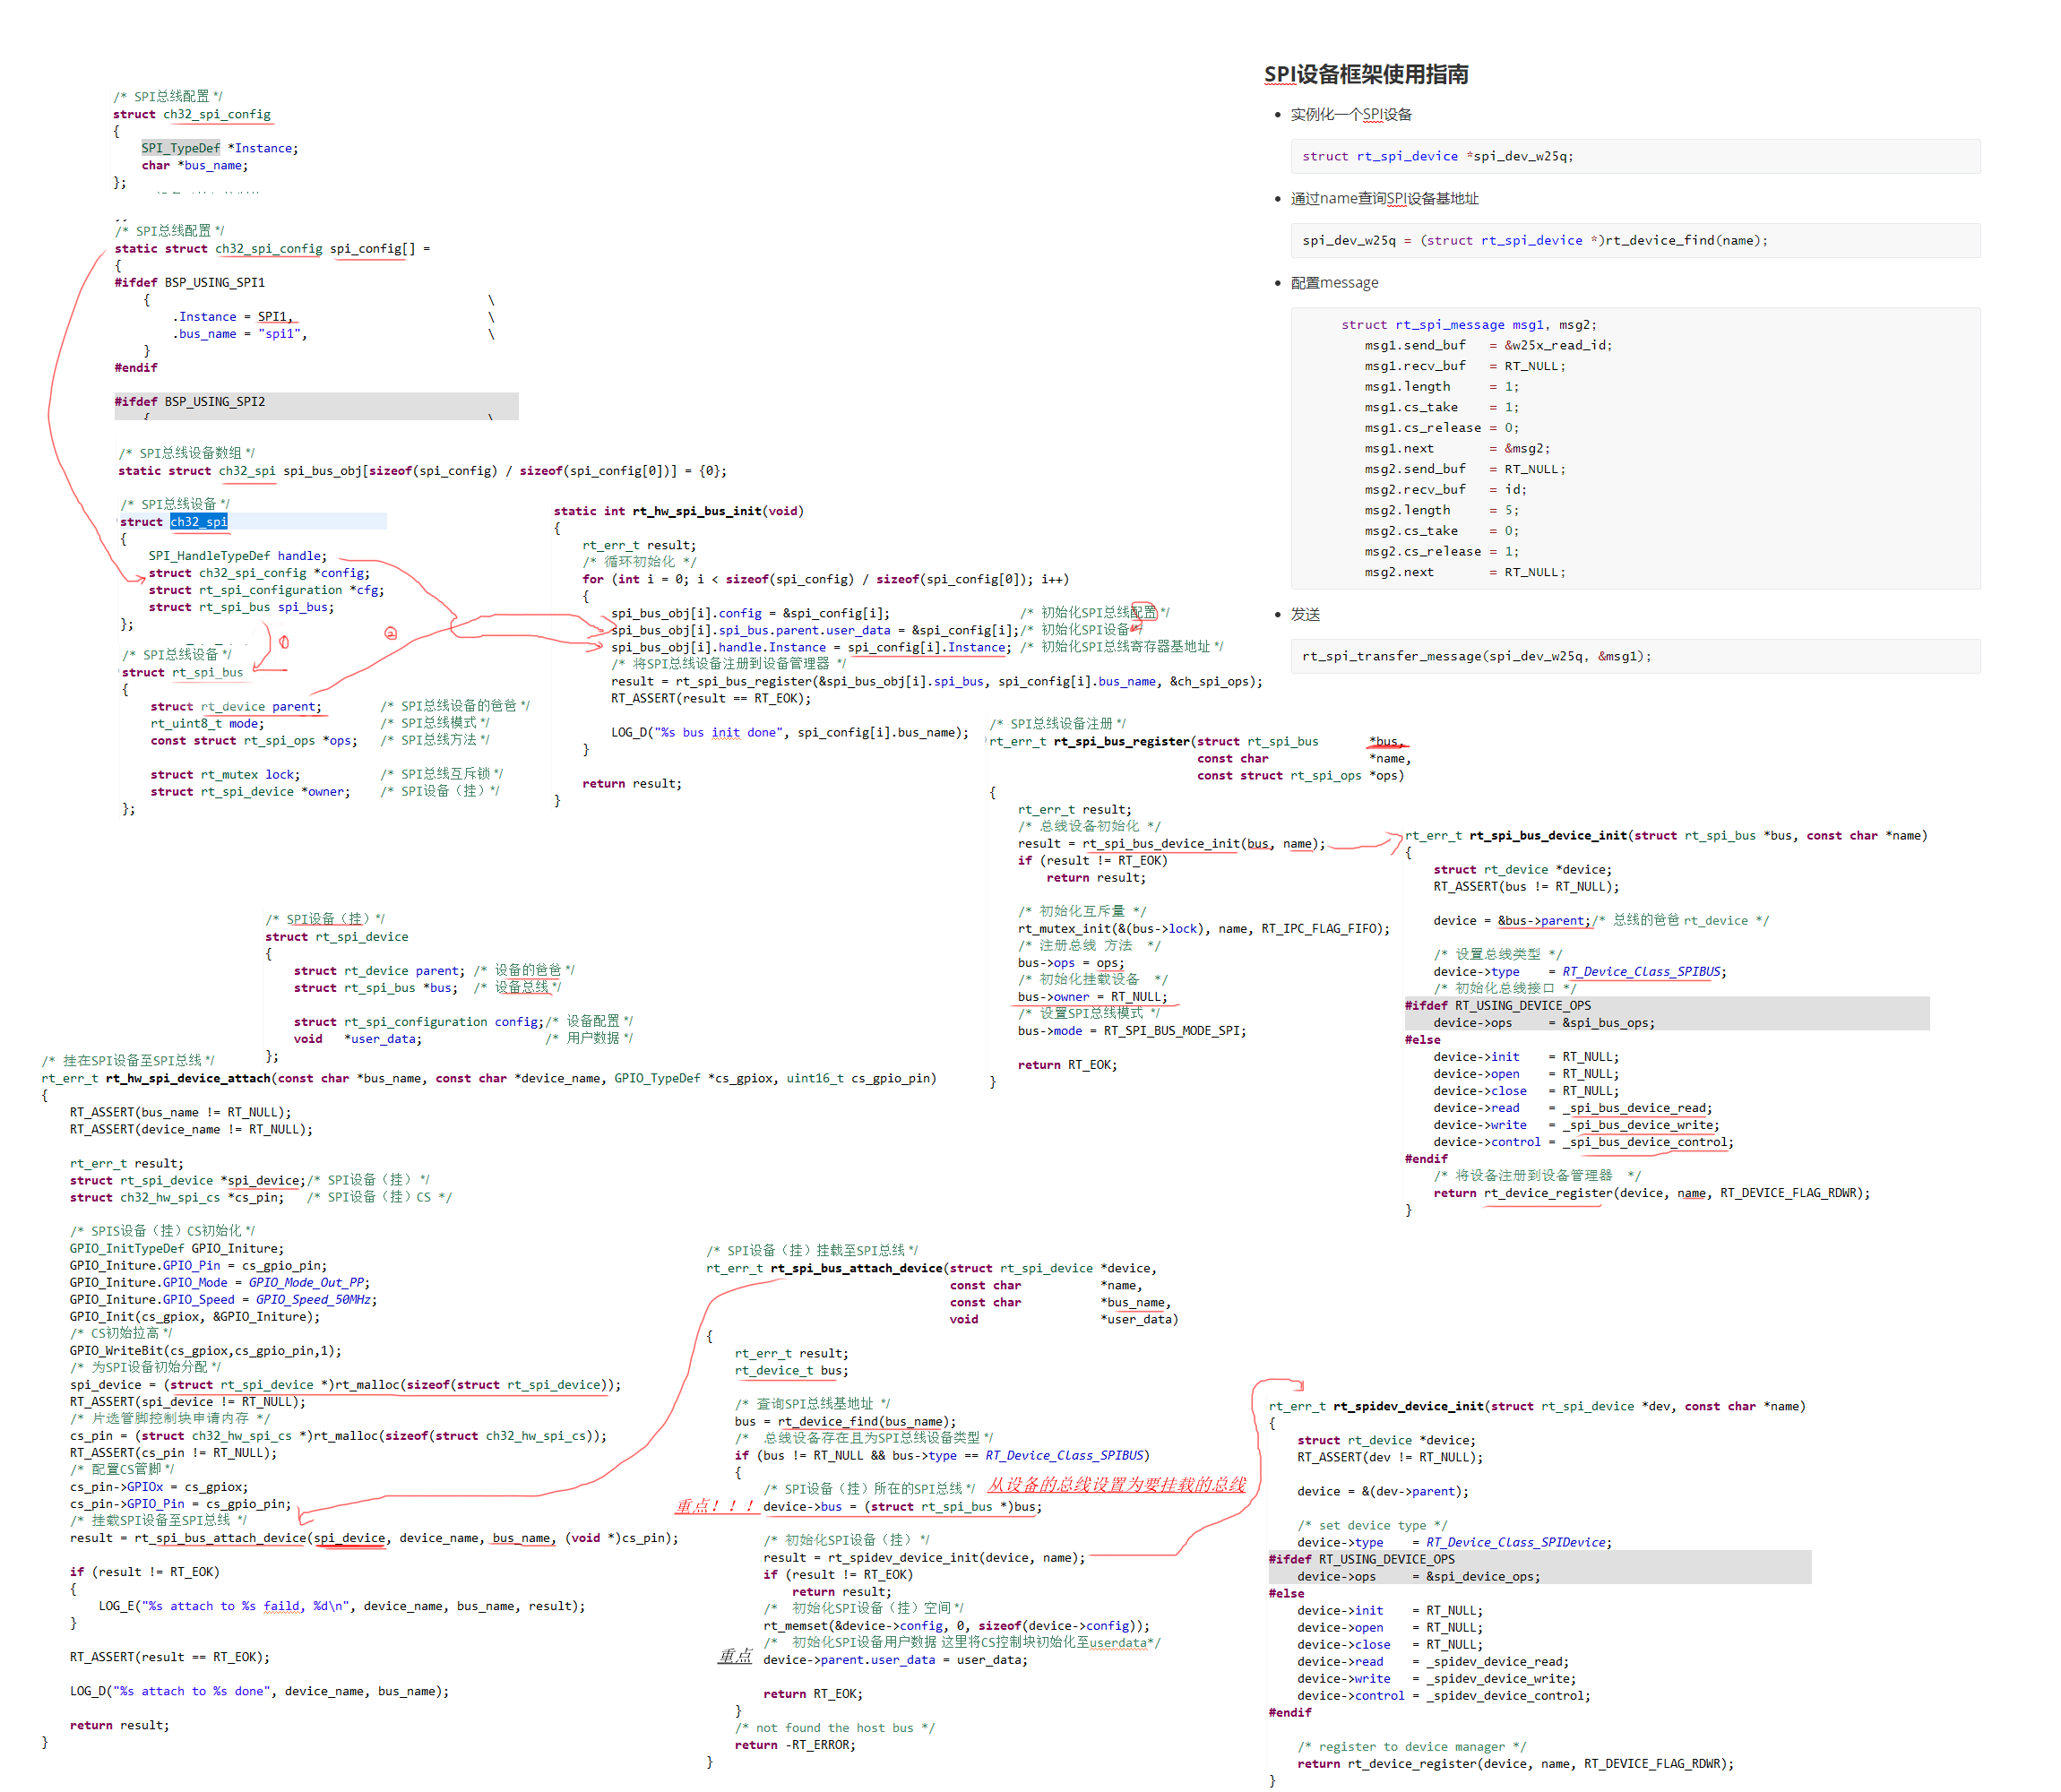 /* SPI总线配置 */
struct ch32_spi_config
{
    SPI_TypeDef *Instance;
    char *bus_name;
};
/* SPI总线配置 */
static struct ch32_spi_config spi_config[] =
{
#ifdef BSP_USING_SPI1
    {                                                \
        .Instance = SPI1,                            \
        .bus_name = "spi1",                          \
    }
#endif
#ifdef BSP_USING_SPI2
    {                                                \
/* SPI总线设备数组 */
static struct ch32_spi spi_bus_obj[sizeof(spi_config) / sizeof(spi_config[0])] = {0};
/* SPI总线设备 */
struct ch32_spi
{
    SPI_HandleTypeDef handle;
    struct ch32_spi_config *config;
    struct rt_spi_configuration *cfg;
    struct rt_spi_bus spi_bus;
};
①
②
/* SPI总线设备 */
struct rt_spi_bus
{
    struct rt_device parent;        /* SPI总线设备的爸爸 */
    rt_uint8_t mode;                /* SPI总线模式 */
    const struct rt_spi_ops *ops;   /* SPI总线方法 */
    struct rt_mutex lock;           /* SPI总线互斥锁 */
    struct rt_spi_device *owner;    /* SPI设备（挂）*/
};
static int rt_hw_spi_bus_init(void)
{
    rt_err_t result;
    /* 循环初始化 */
    for (int i = 0; i < sizeof(spi_config) / sizeof(spi_config[0]); i++)
    {
        spi_bus_obj[i].config = &spi_config[i];                  /* 初始化SPI总线配置 */
        spi_bus_obj[i].spi_bus.parent.user_data = &spi_config[i];/* 初始化SPI设备 */
        spi_bus_obj[i].handle.Instance = spi_config[i].Instance; /* 初始化SPI总线寄存器基地址 */
        /* 将SPI总线设备注册到设备管理器 */
        result = rt_spi_bus_register(&spi_bus_obj[i].spi_bus, spi_config[i].bus_name, &ch_spi_ops);
        RT_ASSERT(result == RT_EOK);
        LOG_D("%s bus init done", spi_config[i].bus_name);
    }
    return result;
}
SPI设备框架使用指南
• 实例化一个SPI设备
struct rt_spi_device *spi_dev_w25q;
• 通过name查询SPI设备基地址
spi_dev_w25q = (struct rt_spi_device *)rt_device_find(name);
• 配置message
struct rt_spi_message msg1, msg2;
msg1.send_buf   = &w25x_read_id;
msg1.recv_buf   = RT_NULL;
msg1.length     = 1;
msg1.cs_take    = 1;
msg1.cs_release = 0;
msg1.next       = &msg2;
msg2.send_buf   = RT_NULL;
msg2.recv_buf   = id;
msg2.length     = 5;
msg2.cs_take    = 0;
msg2.cs_release = 1;
msg2.next       = RT_NULL;
• 发送
rt_spi_transfer_message(spi_dev_w25q, &msg1);
/* SPI总线设备注册 */
rt_err_t rt_spi_bus_register(struct rt_spi_bus       *bus,
                             const char              *name,
                             const struct rt_spi_ops *ops)
{
    rt_err_t result;
    /* 总线设备初始化 */
    result = rt_spi_bus_device_init(bus, name);
    if (result != RT_EOK)
        return result;
    /* 初始化互斥量 */
    rt_mutex_init(&(bus->lock), name, RT_IPC_FLAG_FIFO);
    /* 注册总线 方法  */
    bus->ops = ops;
    /* 初始化挂载设备  */
    bus->owner = RT_NULL;
    /* 设置SPI总线模式 */
    bus->mode = RT_SPI_BUS_MODE_SPI;
    return RT_EOK;
}
rt_err_t rt_spi_bus_device_init(struct rt_spi_bus *bus, const char *name)
{
    struct rt_device *device;
    RT_ASSERT(bus != RT_NULL);
    device = &bus->parent;/* 总线的爸爸 rt_device */
    /* 设置总线类型 */
    device->type    = RT_Device_Class_SPIBUS;
    /* 初始化总线接口 */
#ifdef RT_USING_DEVICE_OPS
    device->ops     = &spi_bus_ops;
#else
    device->init    = RT_NULL;
    device->open    = RT_NULL;
    device->close   = RT_NULL;
    device->read    = _spi_bus_device_read;
    device->write   = _spi_bus_device_write;
    device->control = _spi_bus_device_control;
#endif
    /* 将设备注册到设备管理器  */
    return rt_device_register(device, name, RT_DEVICE_FLAG_RDWR);
}
/* SPI设备（挂）*/
struct rt_spi_device
{
    struct rt_device parent; /* 设备的爸爸 */
    struct rt_spi_bus *bus;  /* 设备总线 */
    struct rt_spi_configuration config;/* 设备配置 */
    void   *user_data;                 /* 用户数据 */
};
/* 挂在SPI设备至SPI总线 */
rt_err_t rt_hw_spi_device_attach(const char *bus_name, const char *device_name, GPIO_TypeDef *cs_gpiox, uint16_t cs_gpio_pin)
{
    RT_ASSERT(bus_name != RT_NULL);
    RT_ASSERT(device_name != RT_NULL);
    rt_err_t result;
    struct rt_spi_device *spi_device;/* SPI设备（挂） */
    struct ch32_hw_spi_cs *cs_pin;   /* SPI设备（挂）CS */
    /* SPIS设备（挂）CS初始化 */
    GPIO_InitTypeDef GPIO_Initure;
    GPIO_Initure.GPIO_Pin = cs_gpio_pin;
    GPIO_Initure.GPIO_Mode = GPIO_Mode_Out_PP;
    GPIO_Initure.GPIO_Speed = GPIO_Speed_50MHz;
    GPIO_Init(cs_gpiox, &GPIO_Initure);
    /* CS初始拉高 */
    GPIO_WriteBit(cs_gpiox,cs_gpio_pin,1);
    /* 为SPI设备初始分配 */
    spi_device = (struct rt_spi_device *)rt_malloc(sizeof(struct rt_spi_device));
    RT_ASSERT(spi_device != RT_NULL);
    /* 片选管脚控制块申请内存 */
    cs_pin = (struct ch32_hw_spi_cs *)rt_malloc(sizeof(struct ch32_hw_spi_cs));
    RT_ASSERT(cs_pin != RT_NULL);
    /* 配置CS管脚 */
    cs_pin->GPIOx = cs_gpiox;
    cs_pin->GPIO_Pin = cs_gpio_pin;
    /* 挂载SPI设备至SPI总线 */
    result = rt_spi_bus_attach_device(spi_device, device_name, bus_name, (void *)cs_pin);
    if (result != RT_EOK)
    {
        LOG_E("%s attach to %s faild, %d\n", device_name, bus_name, result);
    }
    RT_ASSERT(result == RT_EOK);
    LOG_D("%s attach to %s done", device_name, bus_name);
    return result;
}
/* SPI设备（挂）挂载至SPI总线 */
rt_err_t rt_spi_bus_attach_device(struct rt_spi_device *device,
                                  const char           *name,
                                  const char           *bus_name,
                                  void                 *user_data)
{
    rt_err_t result;
    rt_device_t bus;
    /* 查询SPI总线基地址 */
    bus = rt_device_find(bus_name);
    /*  总线设备存在且为SPI总线设备类型 */
    if (bus != RT_NULL && bus->type == RT_Device_Class_SPIBUS)
    {
        /* SPI设备（挂）所在的SPI总线 */ 从设备的总线设置为要挂载的总线
重点！！！ device->bus = (struct rt_spi_bus *)bus;
        /* 初始化SPI设备（挂） */
        result = rt_spidev_device_init(device, name);
        if (result != RT_EOK)
            return result;
        /*  初始化SPI设备（挂）空间 */
        rt_memset(&device->config, 0, sizeof(device->config));
        /*  初始化SPI设备用户数据 这里将CS控制块初始化至userdata*/
重点 device->parent.user_data = user_data;
        return RT_EOK;
    }
    /* not found the host bus */
    return -RT_ERROR;
}
rt_err_t rt_spidev_device_init(struct rt_spi_device *dev, const char *name)
{
    struct rt_device *device;
    RT_ASSERT(dev != RT_NULL);
    device = &(dev->parent);
    /* set device type */
    device->type    = RT_Device_Class_SPIDevice;
#ifdef RT_USING_DEVICE_OPS
    device->ops     = &spi_device_ops;
#else
    device->init    = RT_NULL;
    device->open    = RT_NULL;
    device->close   = RT_NULL;
    device->read    = _spidev_device_read;
    device->write   = _spidev_device_write;
    device->control = _spidev_device_control;
#endif
    /* register to device manager */
    return rt_device_register(device, name, RT_DEVICE_FLAG_RDWR);
}